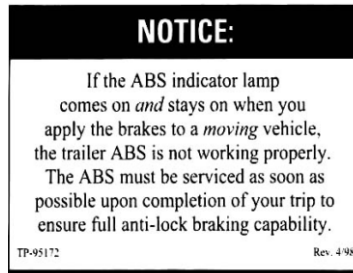 NOTICE:
If the ABS indicator lamp
comes on and stays on when you
apply the brakes to a moving vehicle,
the trailer ABS is not working properly.
The ABS must be serviced as soon as
possible upon completion of your trip to
ensure full anti-lock braking capability.
TP-95172 Rev. 4/98